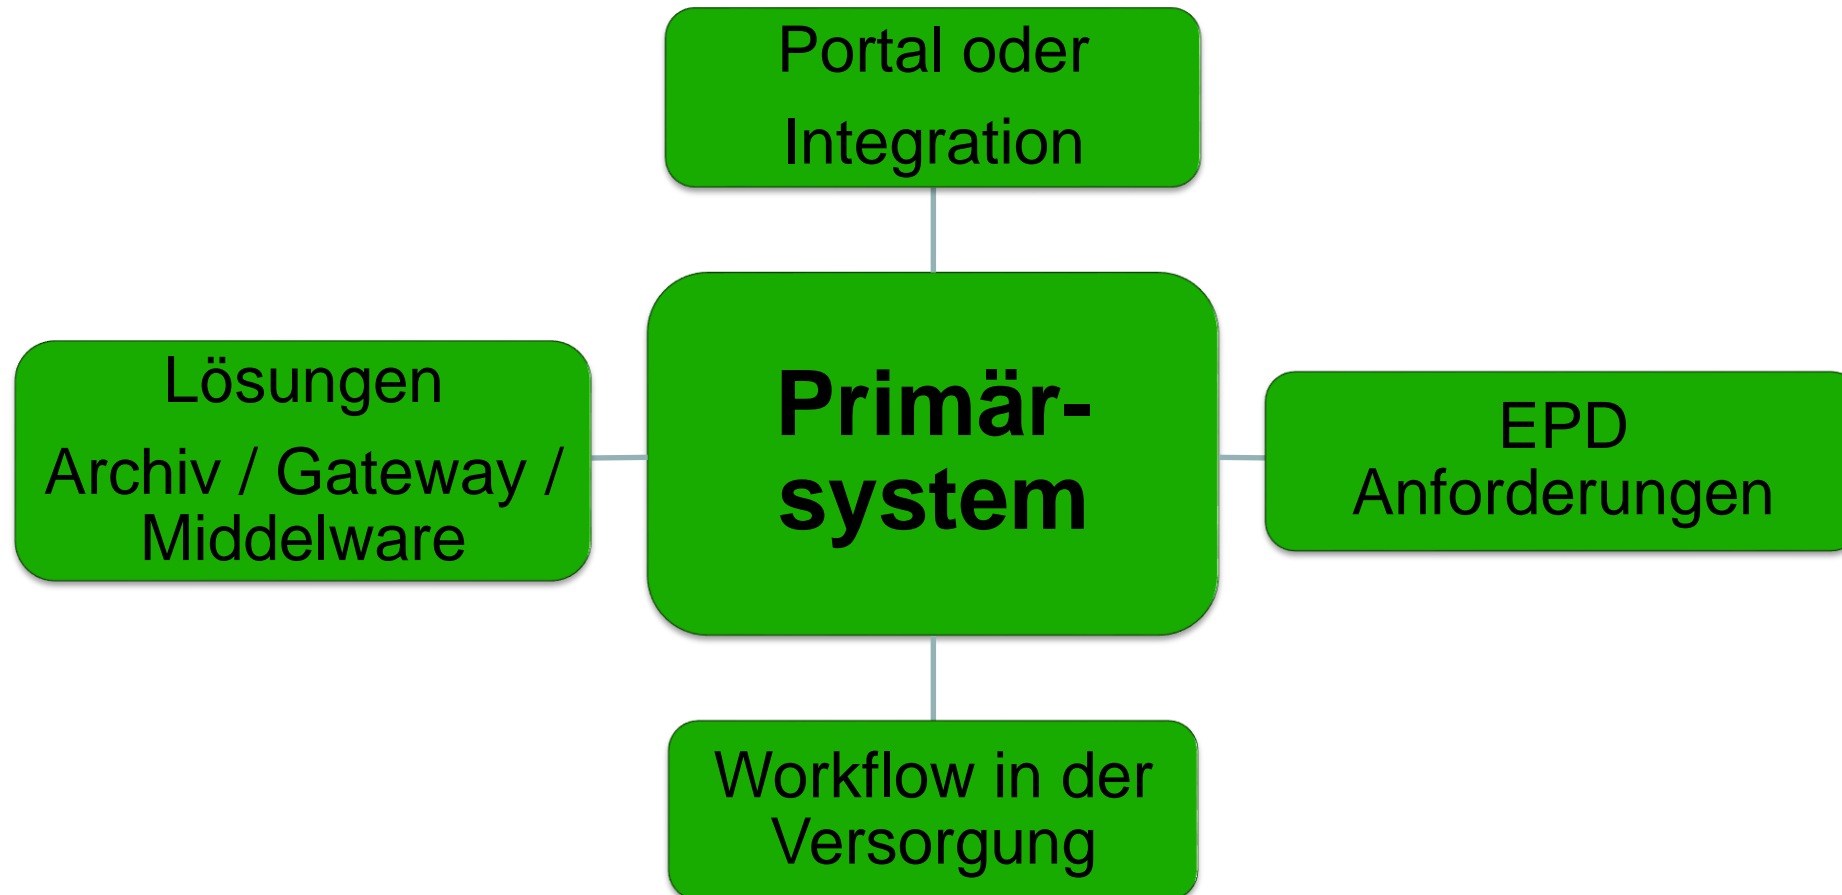 Portal oder
Integration
Lösungen
Archiv / Gateway /
Middelware
Primär-
system
EPD
Anforderungen
Workflow in der
Versorgung